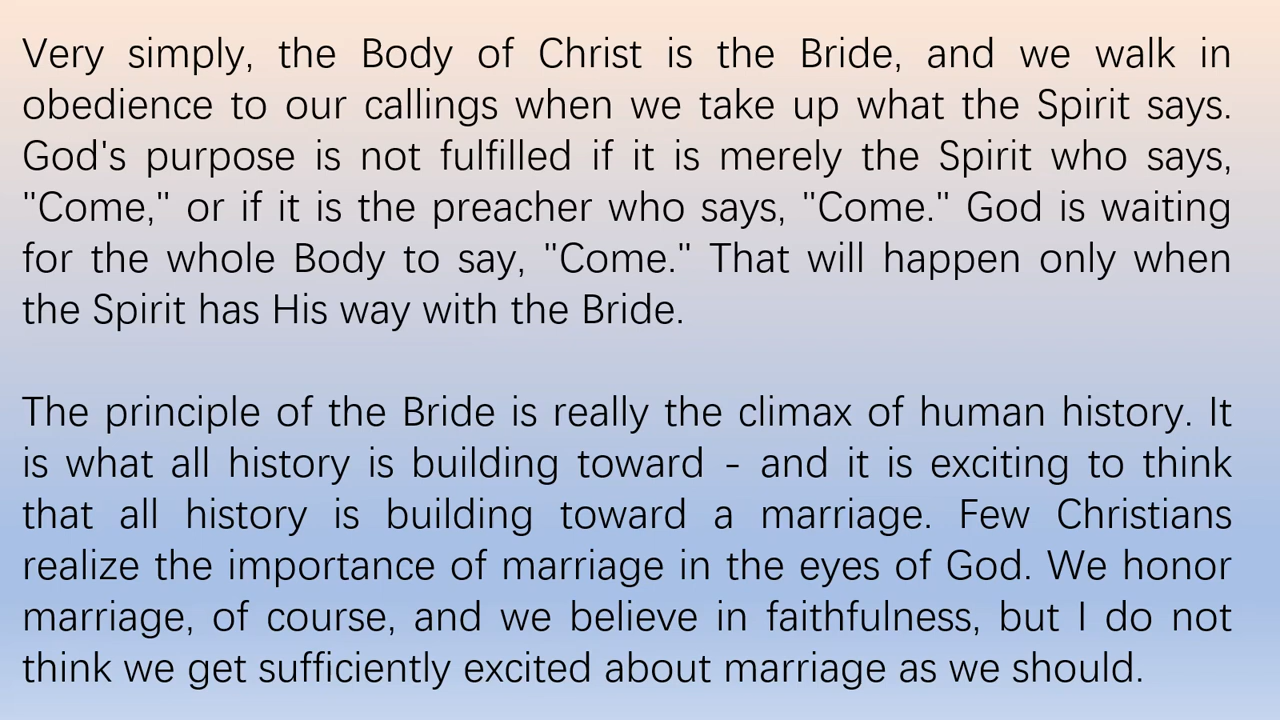 Very simply, the Body of Christ is the Bride, and we walk in
obedience to our callings when we take up what the Spirit says.
God's purpose is not fulfilled if it is merely the Spirit who says,
"Come," or if it is the preacher who says, "Come." God is waiting
for the whole Body to say, "Come." That will happen only when
the Spirit has His way with the Bride.
The principle of the Bride is really the climax of human history. It
is what all history is building toward - and it is exciting to think
that all history is building toward a marriage. Few Christians
realize the importance of marriage in the eyes of God. We honor
marriage, of course, and we believe in faithfulness, but I do not
think we get sufficiently excited about marriage as we should.